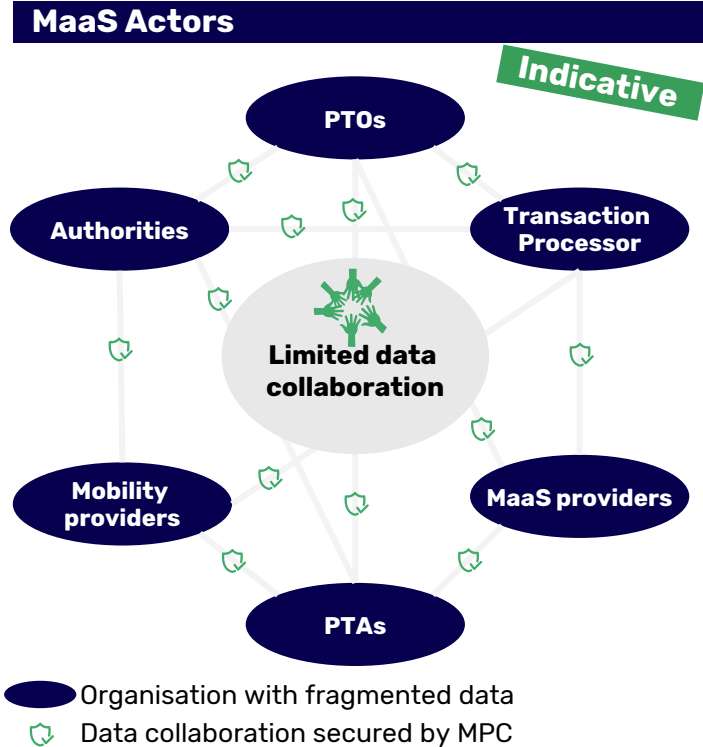 MaaS Actors
Indicative
PTOs
Authorities
Transaction
Processor
Limited data
collaboration
Mobility
providers
MaaS providers
PTAs
Organisation with fragmented data
Data collaboration secured by MPC